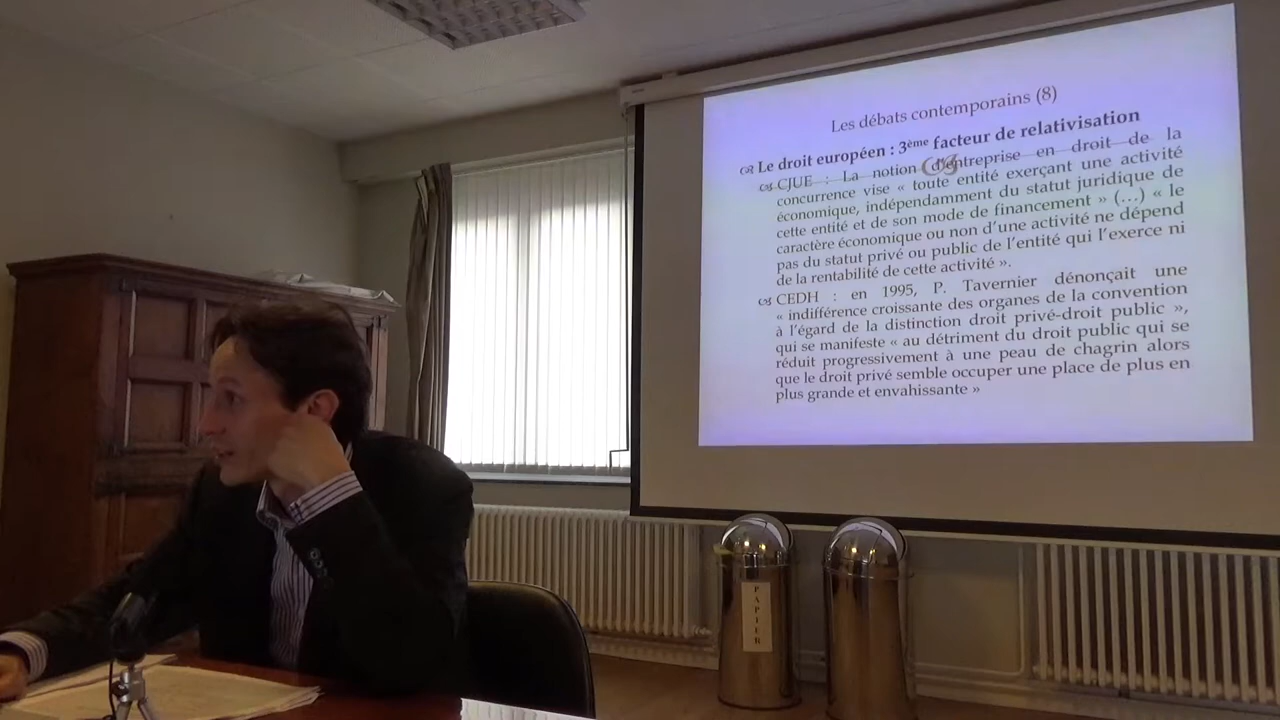 Les débats contemporains (8)
Le droit européen : 3ème facteur de relativisation
CJUE : La notion d'entreprise en droit de la
concurrence vise « toute entité exerçant une activité
économique, indépendamment du statut juridique de
cette entité et de son mode de financement » (…) « le
caractère économique ou non d'une activité ne dépend
pas du statut privé ou public de l'entité qui l'exerce ni
de la rentabilité de cette activité ».
CEDH : en 1995, P. Tavernier dénonçait une
« indifférence croissante des organes de la convention
à l'égard de la distinction droit privé-droit public »,
qui se manifeste « au détriment du droit public qui se
réduit progressivement à une peau de chagrin alors
que le droit privé semble occuper une place de plus en
plus grande et envahissante »
PAPIER